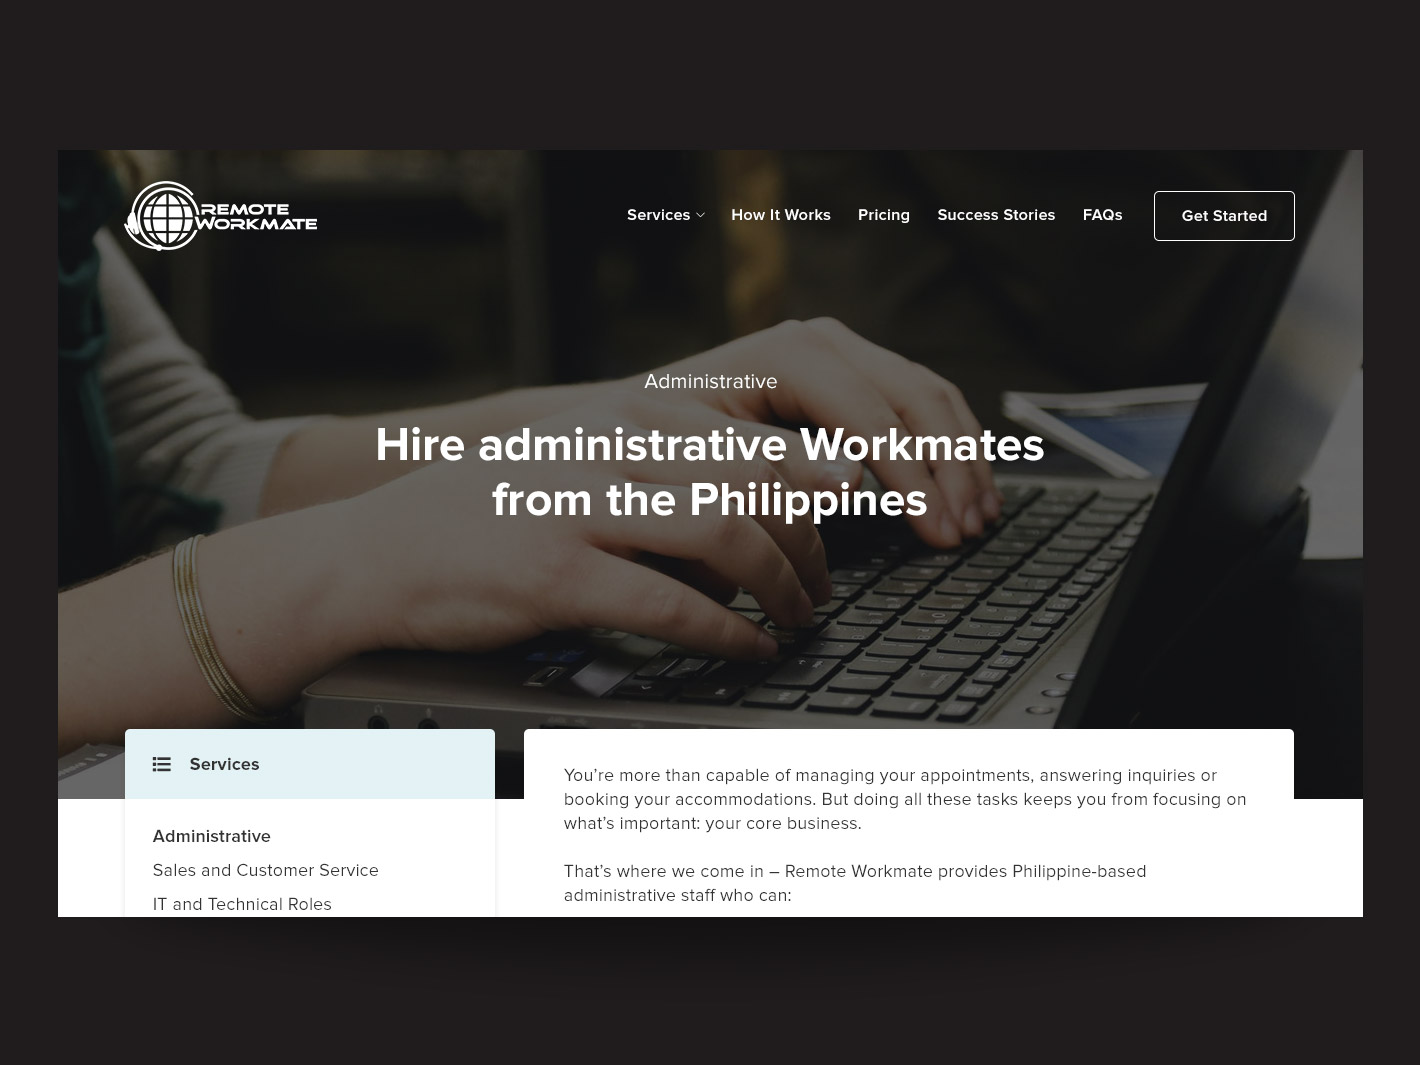 REMOTE
WORKMATE
Services
How It Works
Pricing
Success Stories
FAQs
Get Started
Administrative
Hire administrative Workmates
from the Philippines
Services
Administrative
Sales and Customer Service
IT and Technical Roles
You’re more than capable of managing your appointments, answering inquiries or
booking your accommodations. But doing all these tasks keeps you from focusing on
what’s important: your core business.
That’s where we come in – Remote Workmate provides Philippine-based
administrative staff who can: